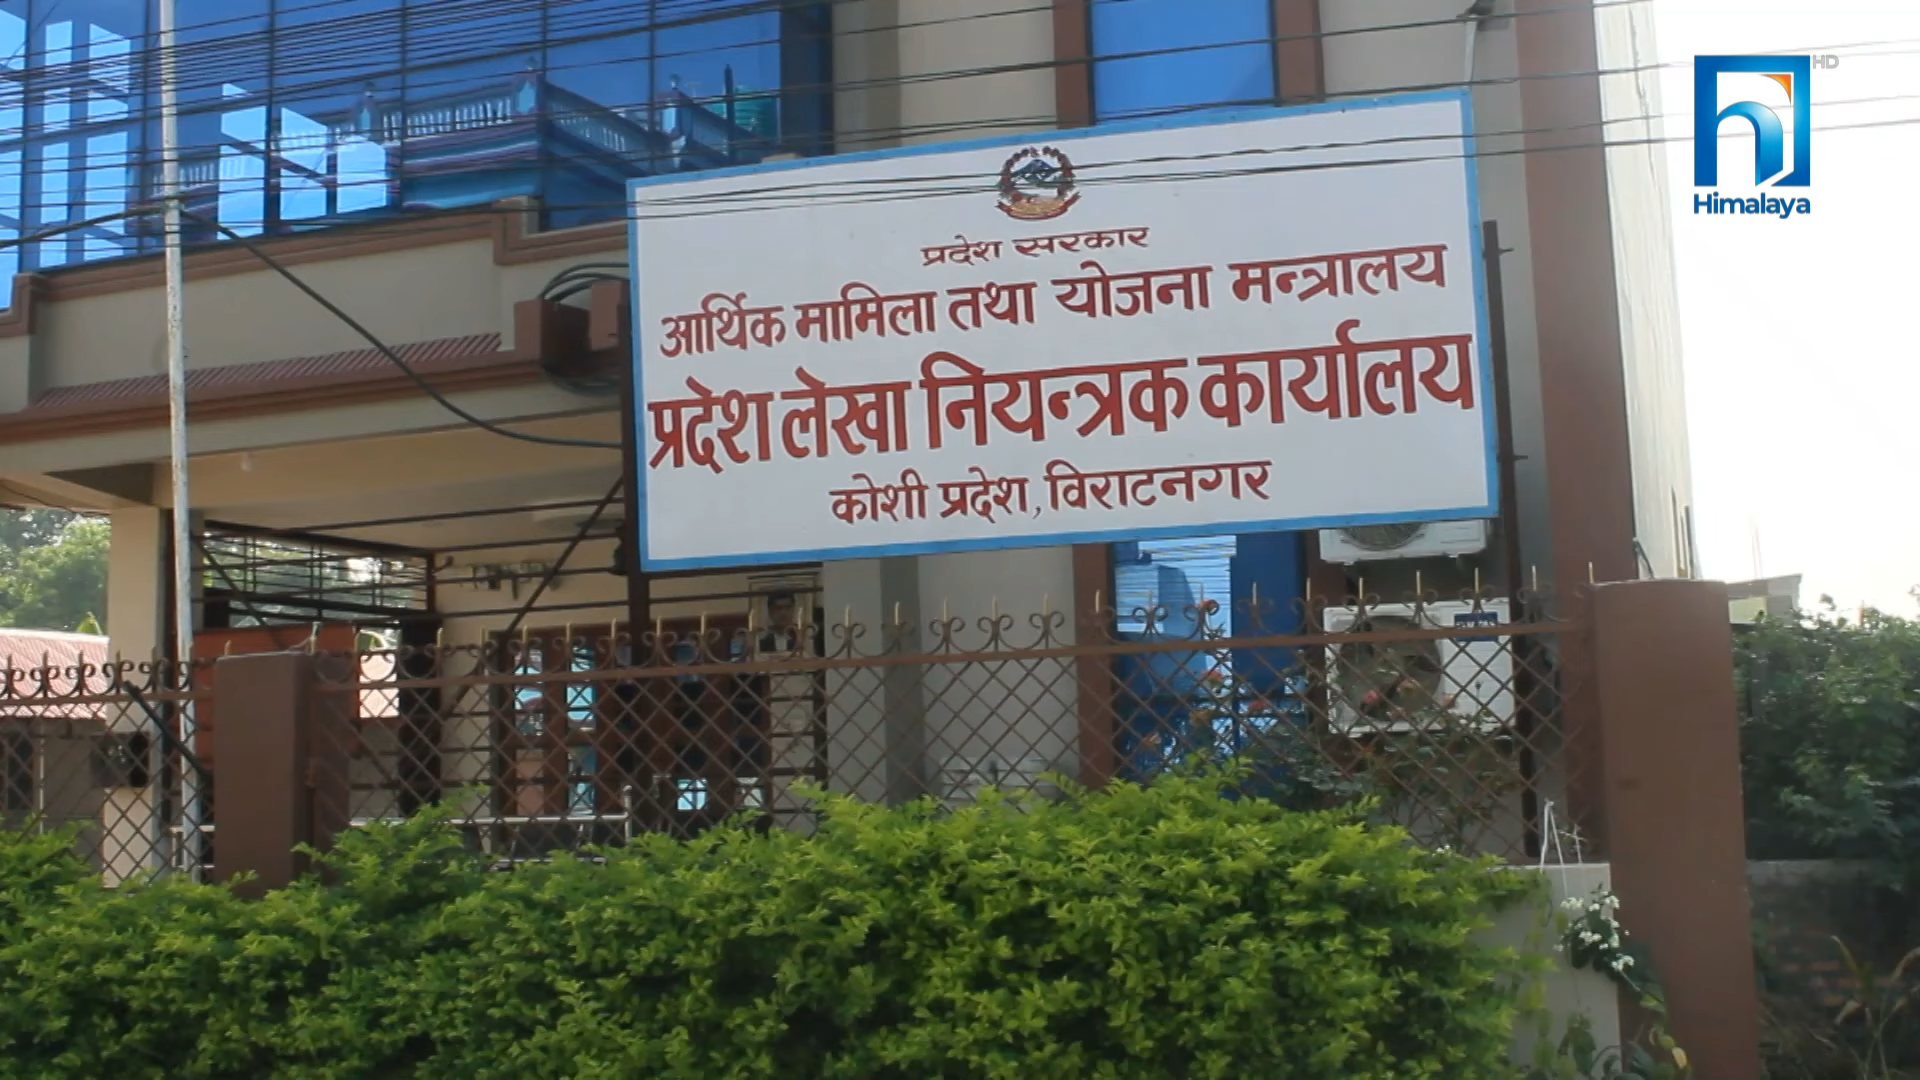 HD
Himalaya
प्रदेश सरकार
आर्थिक मामिला तथा योजना मन्त्रालय
प्रदेश लेखा नियन्त्रक कार्यालय
कोशी प्रदेश, विराटनगर